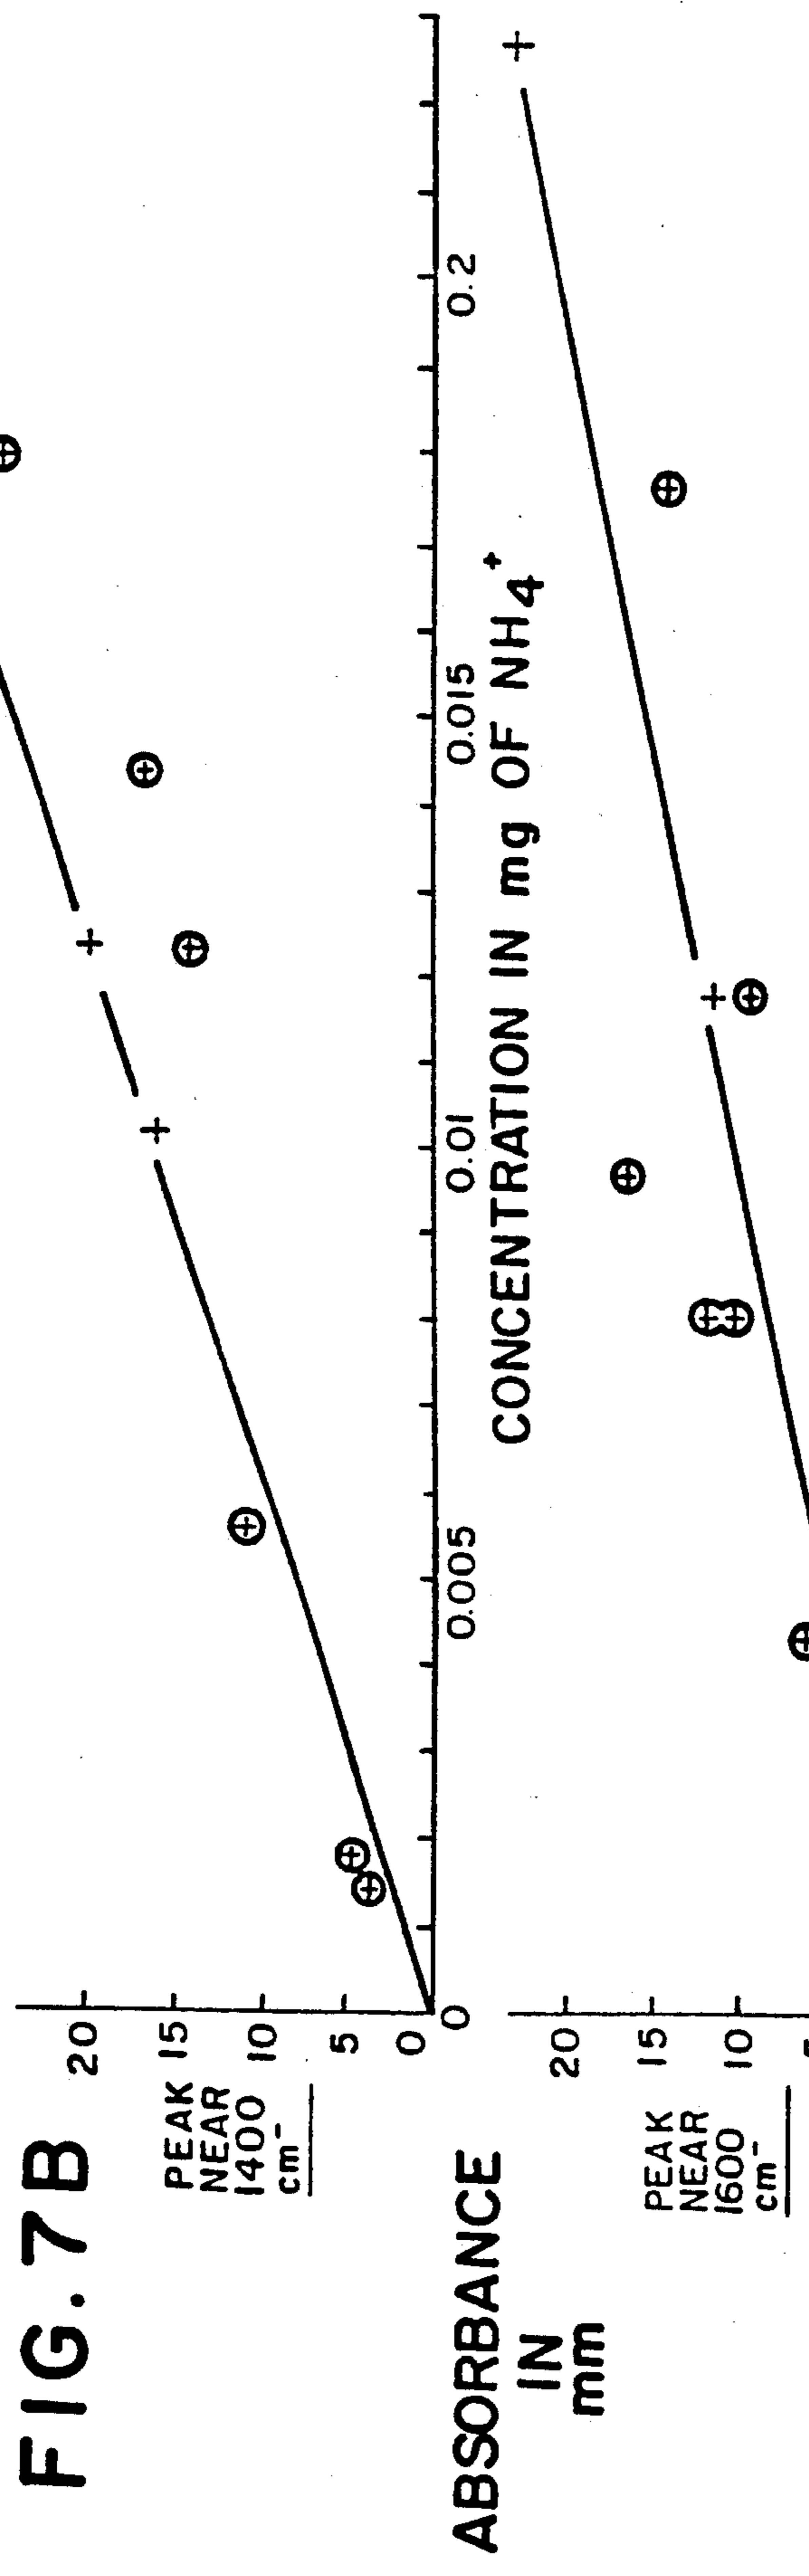 FIG. 7B
20
15
10
5
0
PEAK
NEAR
1400
cm⁻
0
0.005
0.01
0.015
0.2
CONCENTRATION IN mg OF NH4⁺
ABSORBANCE
IN
mm
20
15
10
PEAK
NEAR
1600
cm⁻